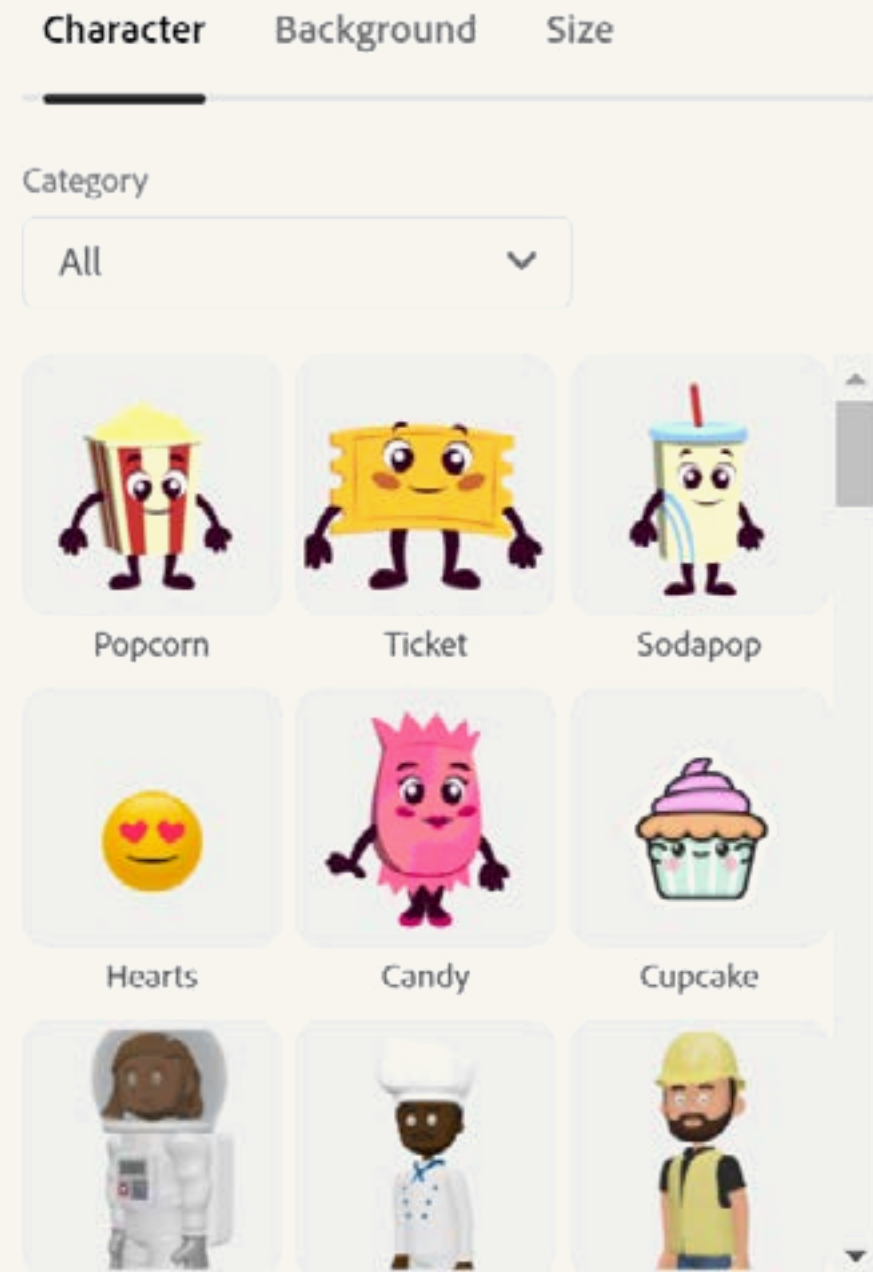 Character Background Size
Category
All
Popcorn Ticket Sodapop
Hearts Candy Cupcake